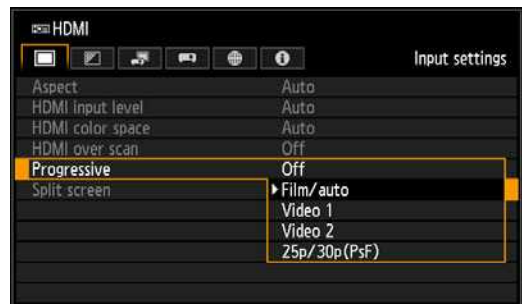 HDMI
Input settings
Aspect Auto
HDMI input level Auto
HDMI color space Auto
HDMI over scan Off
Progressive Off
Split screen Film/auto
Video 1
Video 2
25p/30p(PsF)